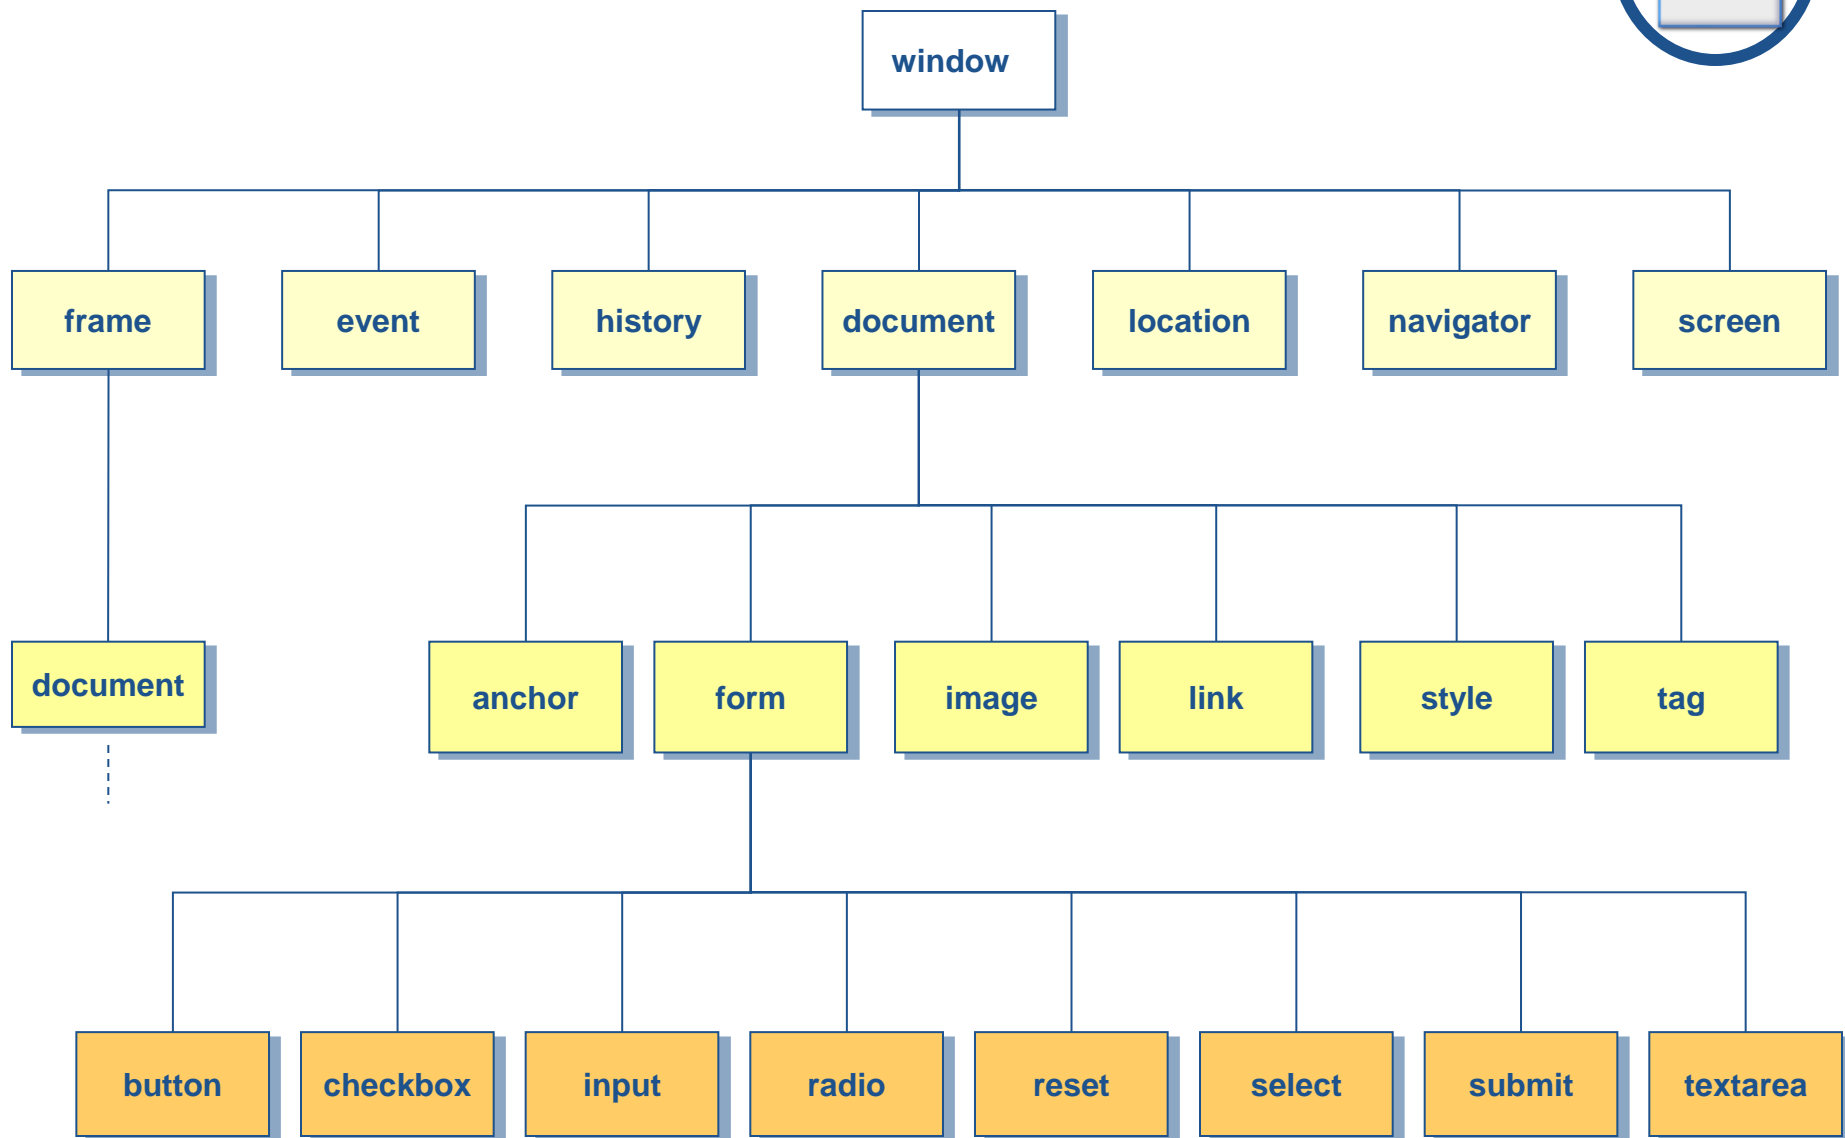 window
frame
event
history
document
location
navigator
screen
document
anchor
form
image
link
style
tag
button
checkbox
input
radio
reset
select
submit
textarea